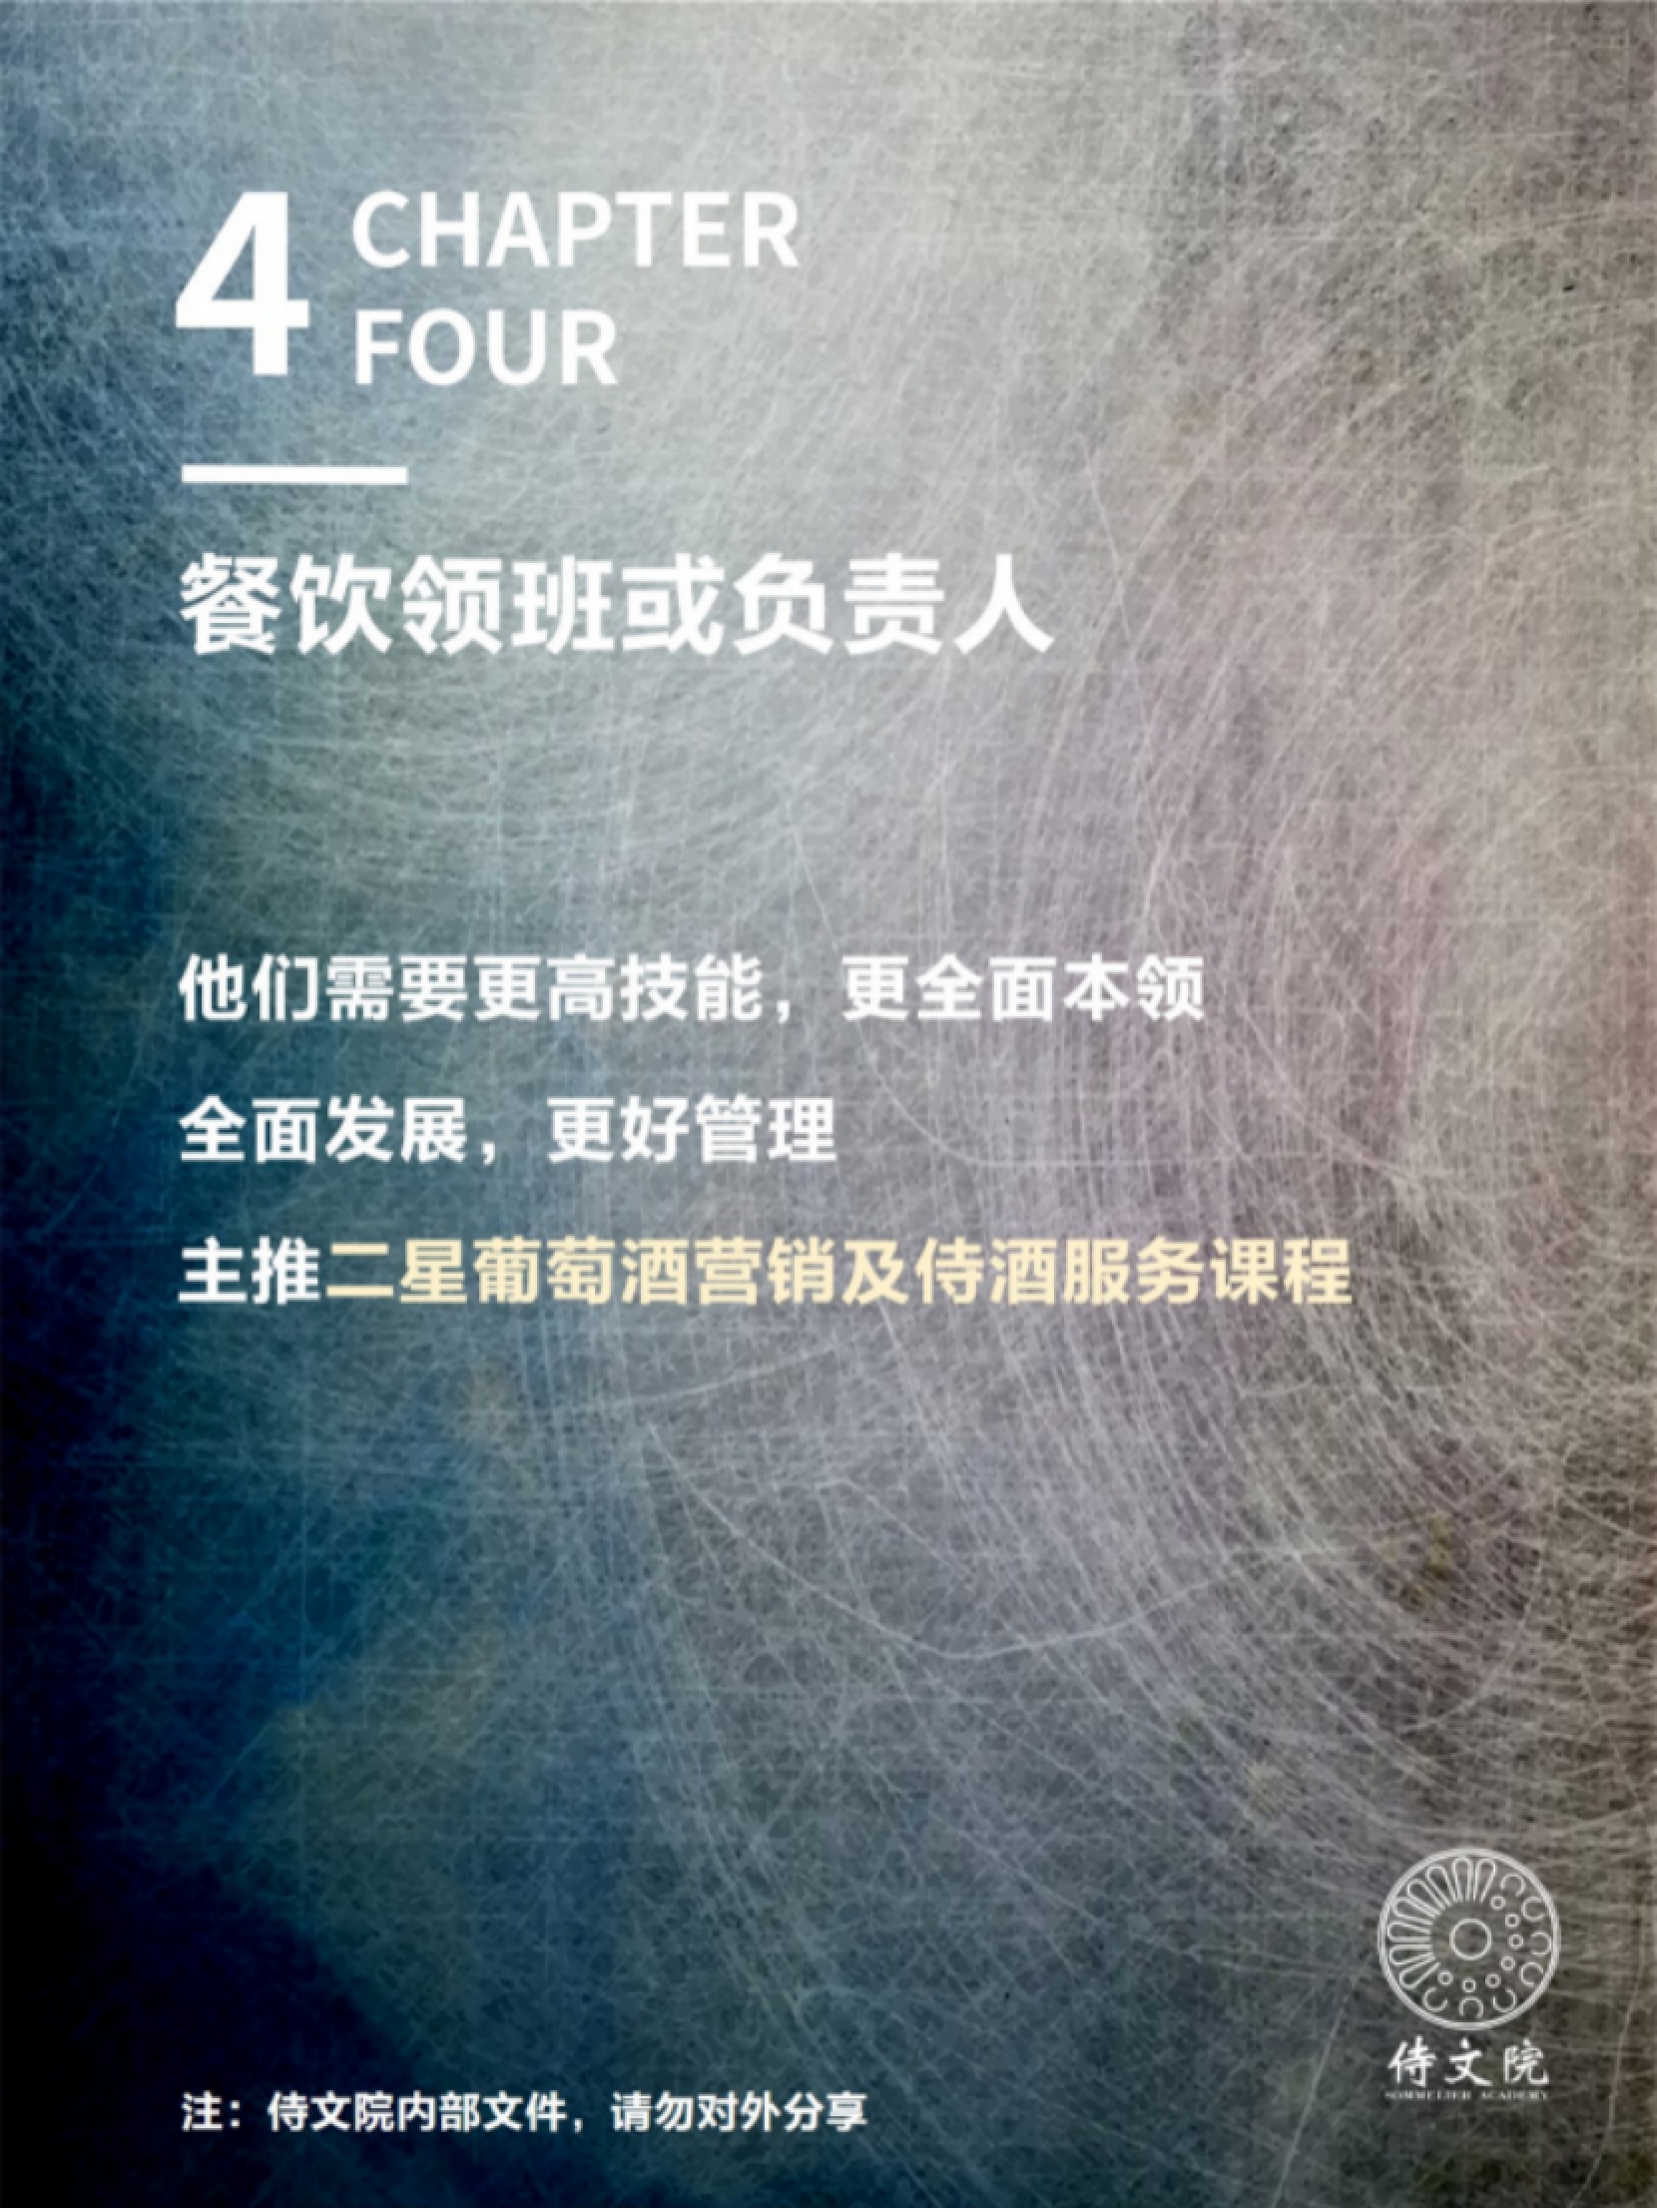 4
CHAPTER
FOUR
餐饮领班或负责人
他们需要更高技能，更全面本领
全面发展，更好管理
主推二星葡萄酒营销及侍酒服务课程
侍文院
SOMMELIER ACADEMY
注：侍文院内部文件，请勿对外分享